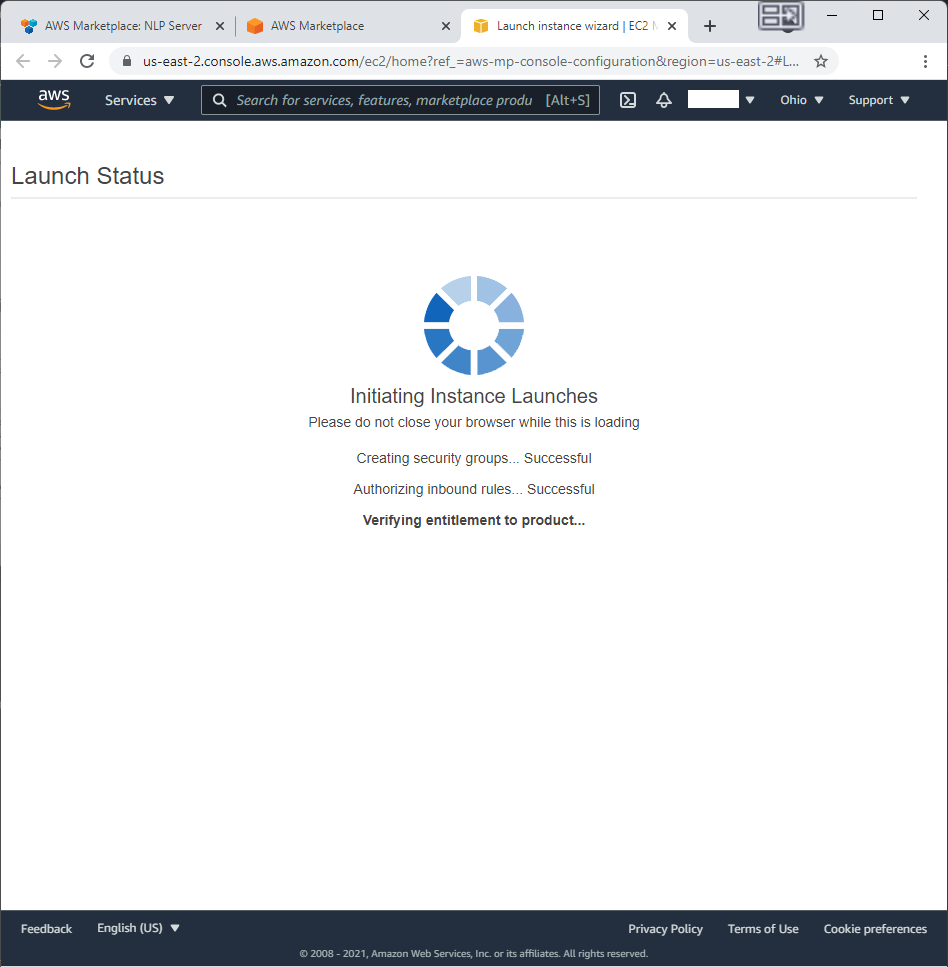 AWS Marketplace: NLP Server
AWS Marketplace
Launch instance wizard | EC2
us-east-2.console.aws.amazon.com/ec2/home?ref_=aws-mp-console-configuration&region=us-east-2#L...
aws
Services
Search for services, features, marketplace produ [Alt+S]
Ohio
Support
Launch Status
Initiating Instance Launches
Please do not close your browser while this is loading
Creating security groups... Successful
Authorizing inbound rules... Successful
Verifying entitlement to product...
Feedback
English (US)
Privacy Policy
Terms of Use
Cookie preferences
© 2008 - 2021, Amazon Web Services, Inc. or its affiliates. All rights reserved.